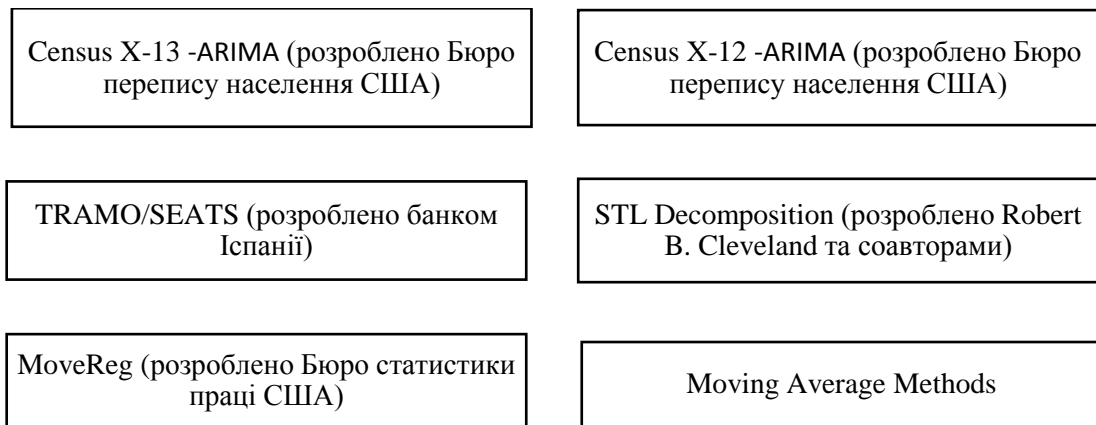 Census X-13 -ARIMA (розроблено Бюро
перепису населення США)
Census X-12 -ARIMA (розроблено Бюро
перепису населення США)
TRAMO/SEATS (розроблено банком
Іспанії)
STL Decomposition (розроблено Robert
B. Cleveland та соавторами)
MoveReg (розроблено Бюро статистики
праці США)
Moving Average Methods